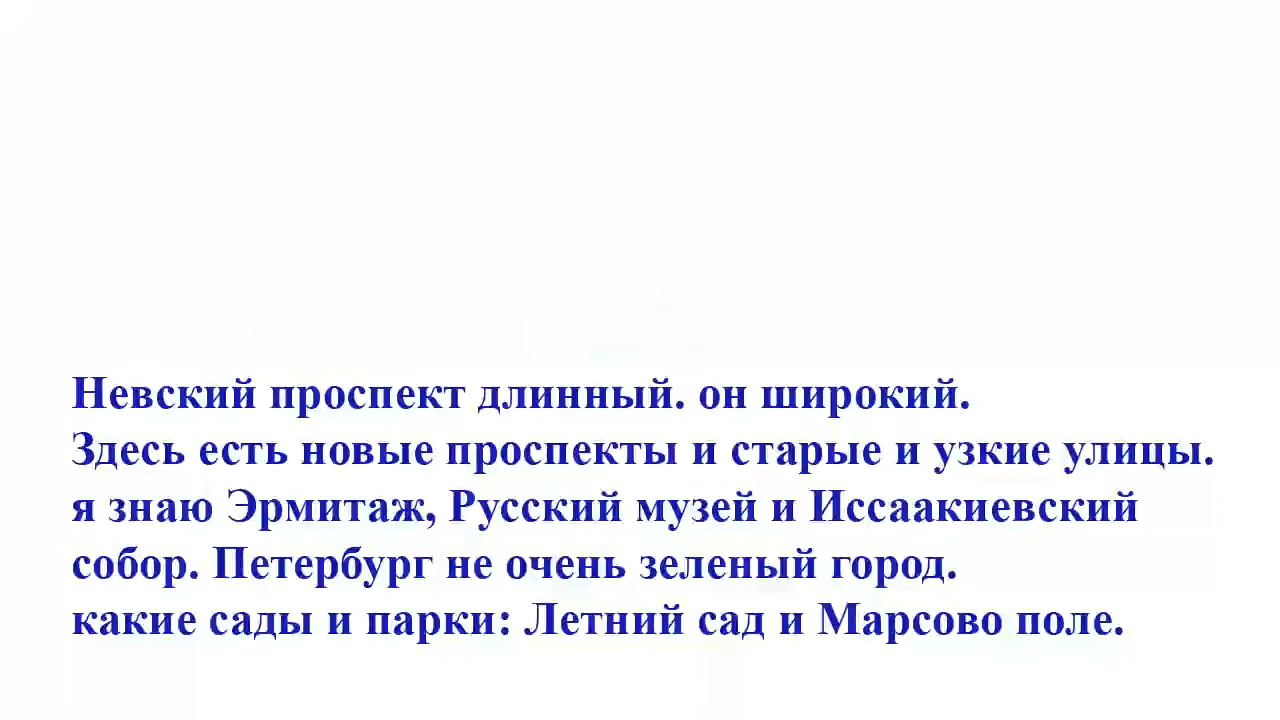 Невский проспект длинный. он широкий.
Здесь есть новые проспекты и старые и узкие улицы.
я знаю Эрмитаж, Русский музей и Иссаакиевский
собор. Петербург не очень зеленый город.
какие сады и парки: Летний сад и Марсово поле.